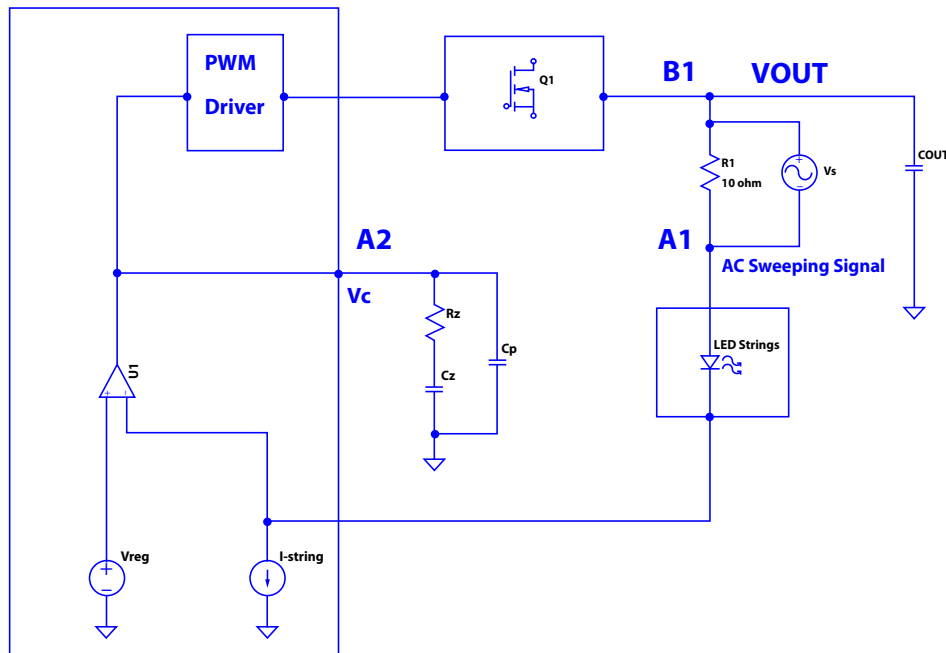 PWM
Driver
Q1
B1
VOUT
R1
10 ohm
+
−
Vs
COUT
A2
A1
AC Sweeping Signal
Vc
Rz
Cp
Cz
LED Strings
U1
+
−
Vreg
+
−
I-string